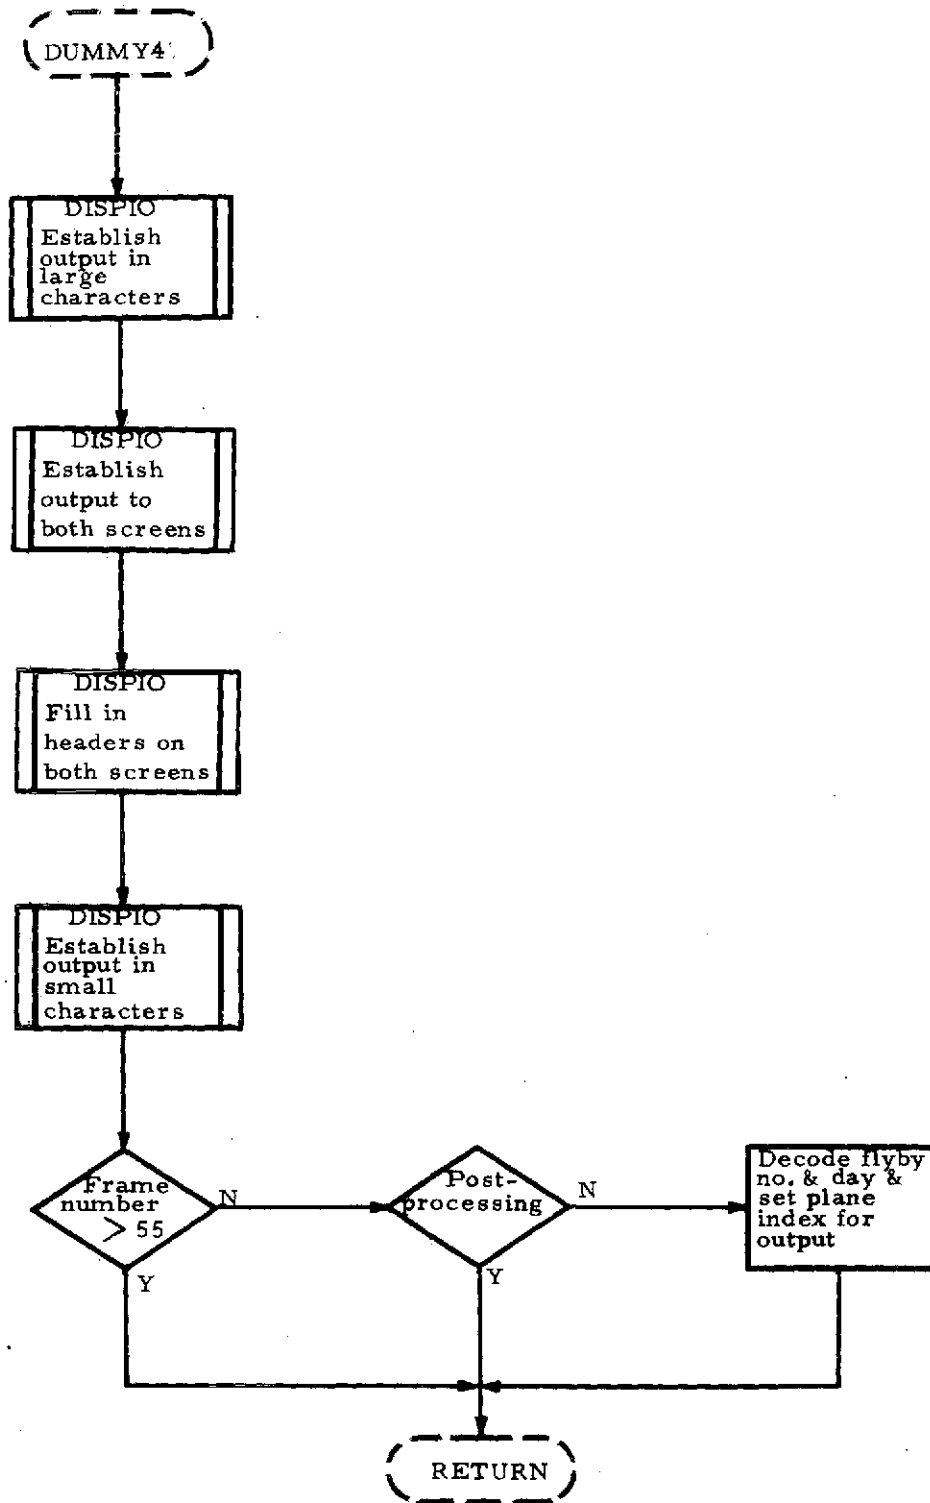 DUMMY4
DISPIO
Establish
output in
large
characters
DISPIO
Establish
output to
both screens
DISPIO
Fill in
headers on
both screens
DISPIO
Establish
output in
small
characters
Frame
number
> 55
N
Y
Post-
processing
N
Y
Decode flyby
no. & day &
set plane
index for
output
RETURN